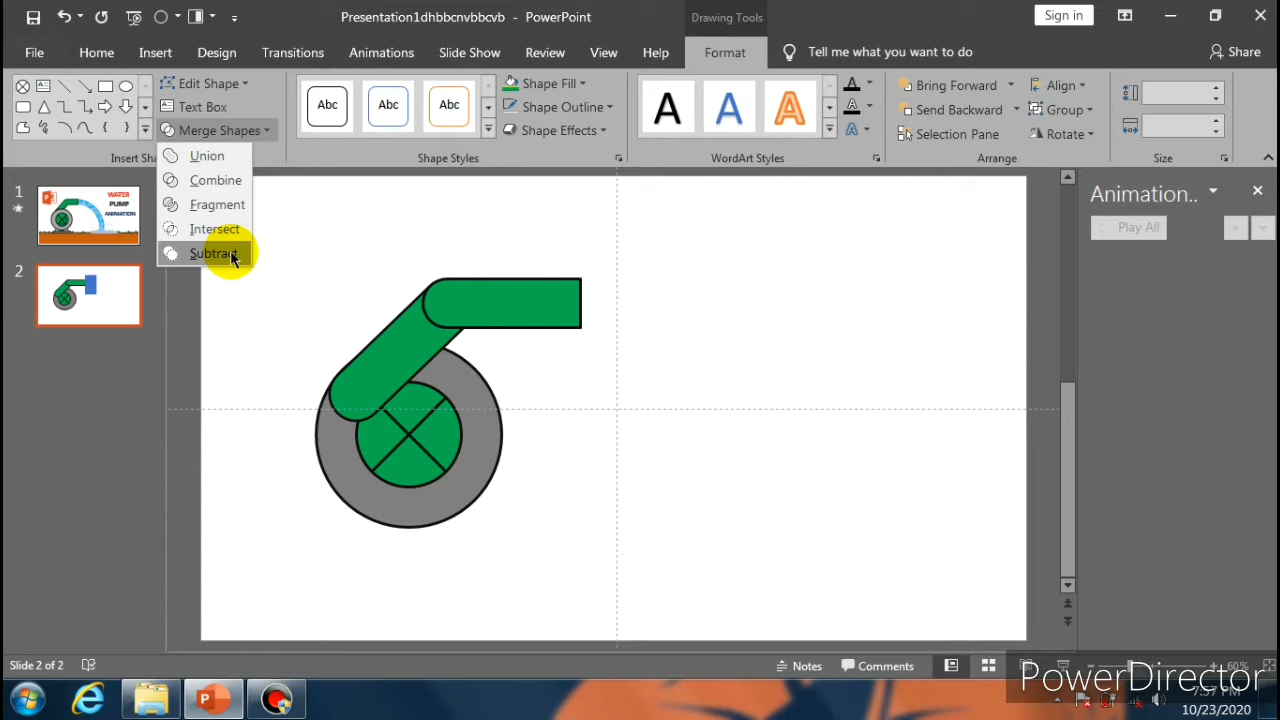 Presentation1dhbbcnvbbcvb - PowerPoint
Drawing Tools
Sign in
File
Home
Insert
Design
Transitions
Animations
Slide Show
Review
View
Help
Format
Tell me what you want to do
Share
Edit Shape
Text Box
Merge Shapes
Insert Sha
Abc
Abc
Abc
Shape Fill
Shape Outline
Shape Effects
Shape Styles
A
A
A
A
A
A
WordArt Styles
Bring Forward
Send Backward
Selection Pane
Align
Group
Rotate
Arrange
Size
Union
Combine
Fragment
Intersect
Subtract
1
WATER
PUMP
ANIMATION
2
Animation..
Play All
Slide 2 of 2
Notes
Comments
60%
PowerDirector
7:57 PM
10/23/2020